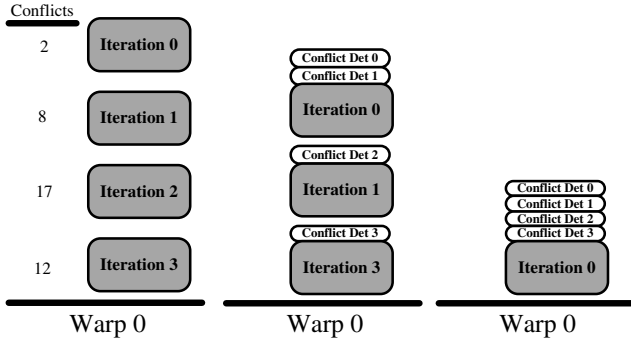 Conflicts
2
Iteration 0
8
Iteration 1
17
Iteration 2
12
Iteration 3
Warp 0
Conflict Det 0
Conflict Det 1
Iteration 0
Conflict Det 2
Iteration 1
Conflict Det 3
Iteration 3
Warp 0
Conflict Det 0
Conflict Det 1
Conflict Det 2
Conflict Det 3
Iteration 0
Warp 0